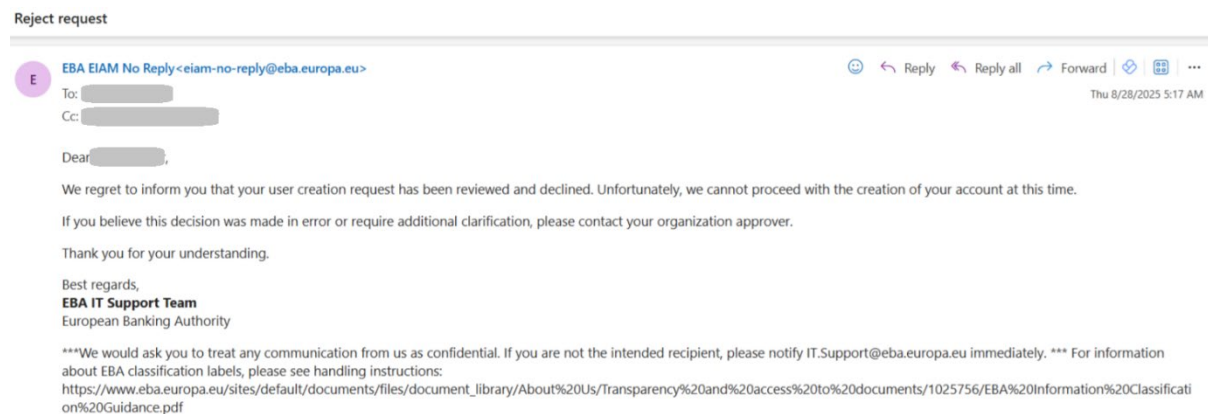 Reject request
E
EBA EIAM No Reply<eiam-no-reply@eba.europa.eu>
Reply
Reply all
Forward
To:
Thu 8/28/2025 5:17 AM
Cc:
Dear ,
We regret to inform you that your user creation request has been reviewed and declined. Unfortunately, we cannot proceed with the creation of your account at this time.
If you believe this decision was made in error or require additional clarification, please contact your organization approver.
Thank you for your understanding.
Best regards,
EBA IT Support Team
European Banking Authority
***We would ask you to treat any communication from us as confidential. If you are not the intended recipient, please notify IT.Support@eba.europa.eu immediately. *** For information
about EBA classification labels, please see handling instructions:
https://www.eba.europa.eu/sites/default/documents/files/document_library/About%20Us/Transparency%20and%20access%20to%20documents/1025756/EBA%20Information%20Classificati
on%20Guidance.pdf